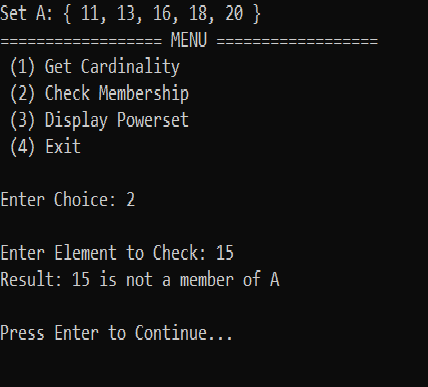 Set A: { 11, 13, 16, 18, 20 }
================== MENU ==================
(1) Get Cardinality
(2) Check Membership
(3) Display Powerset
(4) Exit
Enter Choice: 2
Enter Element to Check: 15
Result: 15 is not a member of A
Press Enter to Continue...